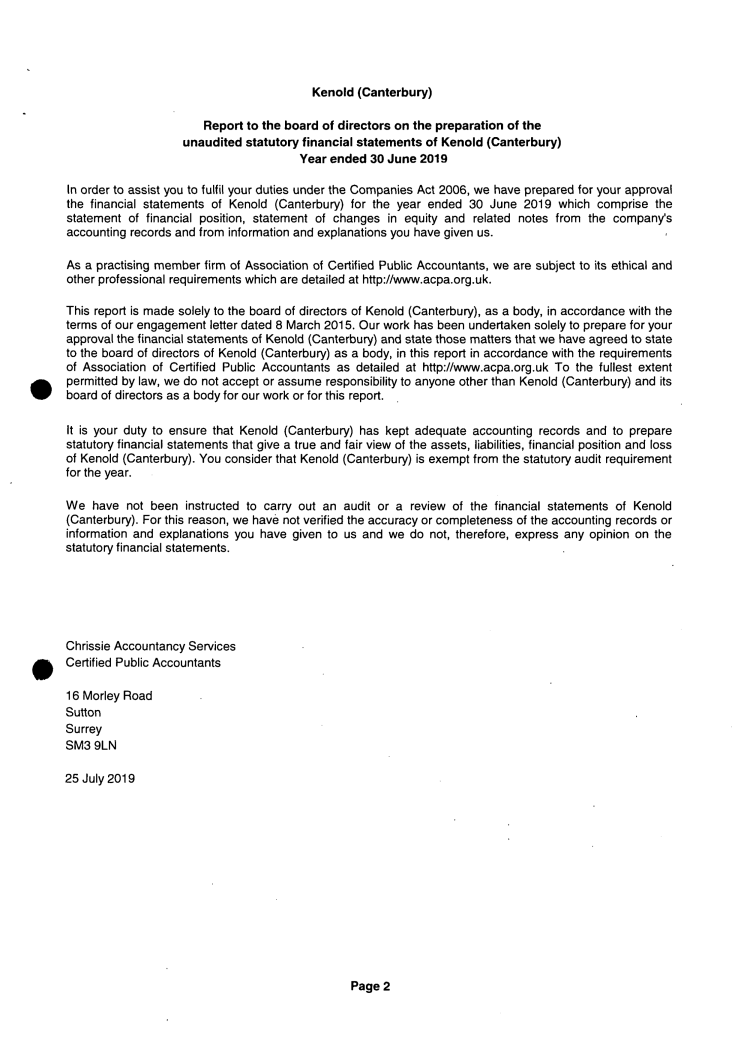 Kenold (Canterbury)
Report to the board of directors on the preparation of the
unaudited statutory financial statements of Kenold (Canterbury)
Year ended 30 June 2019
In order to assist you to fulfil your duties under the Companies Act 2006, we have prepared for your approval
the financial statements of Kenold (Canterbury) for the year ended 30 June 2019 which comprise the
statement of financial position, statement of changes in equity and related notes from the company's
accounting records and from information and explanations you have given us.
As a practising member firm of Association of Certified Public Accountants, we are subject to its ethical and
other professional requirements which are detailed at http://www.acpa.org.uk.
This report is made solely to the board of directors of Kenold (Canterbury), as a body, in accordance with the
terms of our engagement letter dated 8 March 2015. Our work has been undertaken solely to prepare for your
approval the financial statements of Kenold (Canterbury) and state those matters that we have agreed to state
to the board of directors of Kenold (Canterbury) as a body, in this report in accordance with the requirements
of Association of Certified Public Accountants as detailed at http://www.acpa.org.uk To the fullest extent
permitted by law, we do not accept or assume responsibility to anyone other than Kenold (Canterbury) and its
board of directors as a body for our work or for this report.
It is your duty to ensure that Kenold (Canterbury) has kept adequate accounting records and to prepare
statutory financial statements that give a true and fair view of the assets, liabilities, financial position and loss
of Kenold (Canterbury). You consider that Kenold (Canterbury) is exempt from the statutory audit requirement
for the year.
We have not been instructed to carry out an audit or a review of the financial statements of Kenold
(Canterbury). For this reason, we have not verified the accuracy or completeness of the accounting records or
information and explanations you have given to us and we do not, therefore, express any opinion on the
statutory financial statements.
Chrissie Accountancy Services
Certified Public Accountants
16 Morley Road
Sutton
Surrey
SM3 9LN
25 July 2019
Page 2